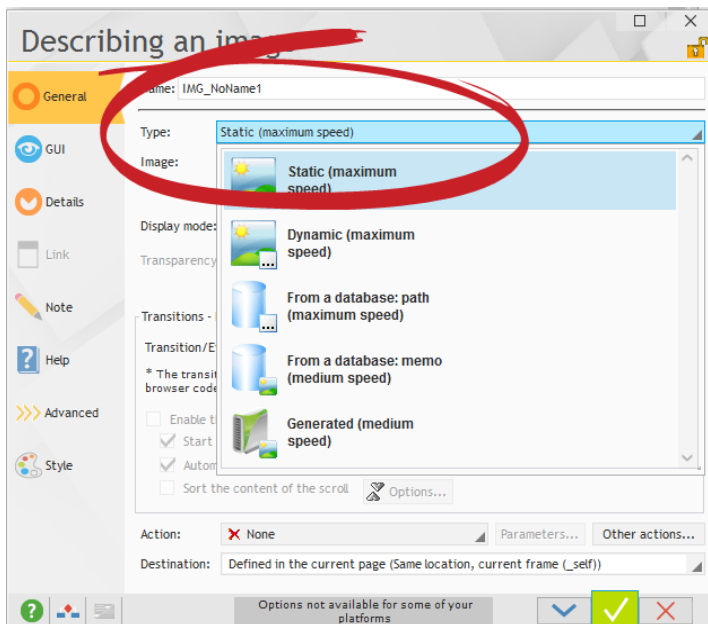 Describing an image
General
Name: IMG_NoName1
Type: Static (maximum speed)
GUI
Image:
Static (maximum
speed)
Details
Display mode:
Dynamic (maximum
speed)
Link
Transparency
From a database: path
(maximum speed)
Note
Transitions -
Transition/E
From a database: memo
(medium speed)
Help
* The transit
browser code
Advanced
Enable t
Generated (medium
speed)
Start
Style
Autom
Sort the content of the scroll Options...
Action: None Parameters... Other actions...
Destination: Defined in the current page (Same location, current frame (_self))
Options not available for some of your
platforms